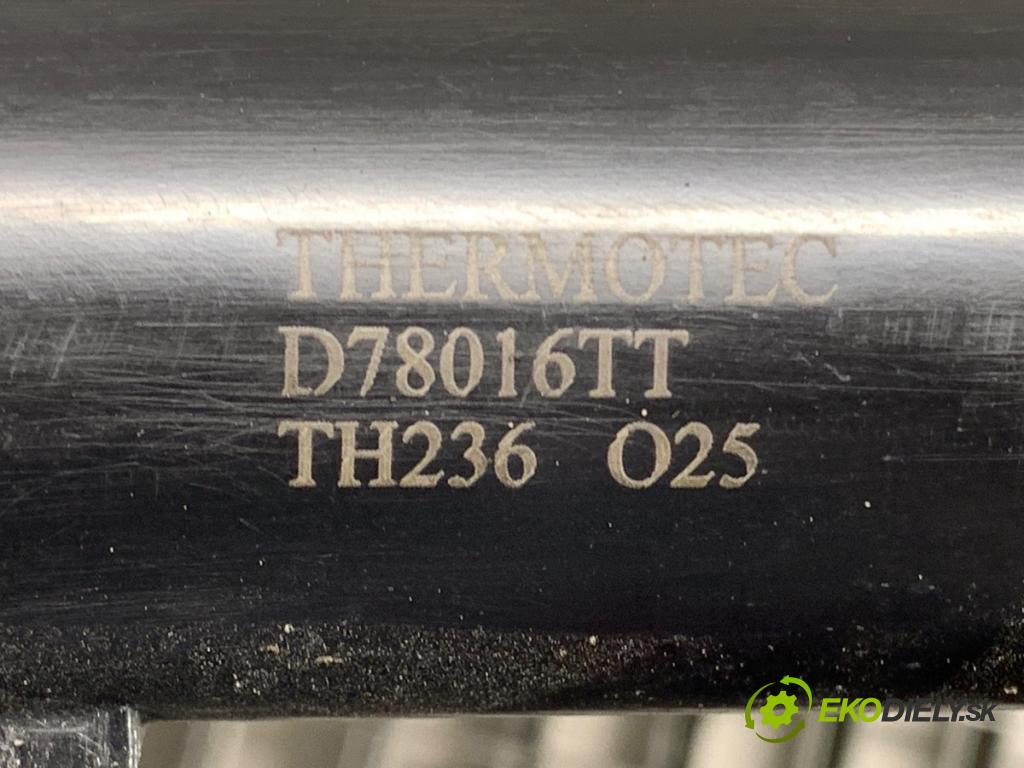 THERMOTEC
D78016TT
TH236 O25
EKODIELY.SK